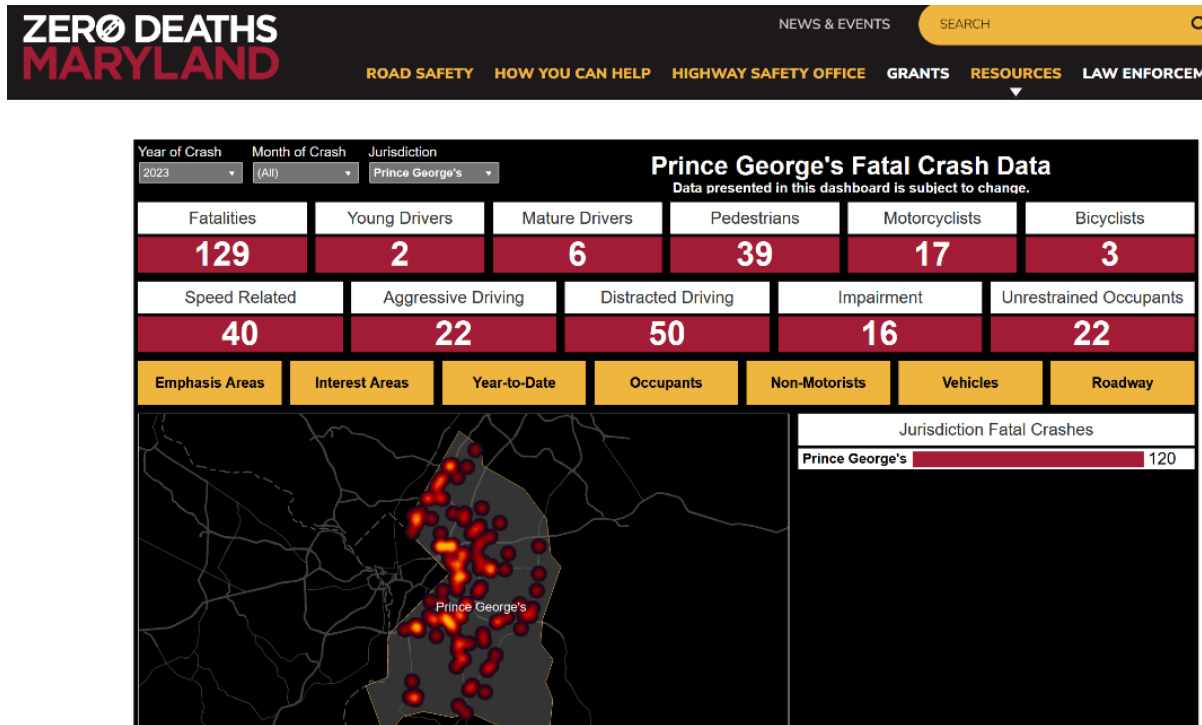 ZERO DEATHS
MARYLAND
NEWS & EVENTS
SEARCH
ROAD SAFETY HOW YOU CAN HELP HIGHWAY SAFETY OFFICE GRANTS RESOURCES LAW ENFORCEM
Year of Crash Month of Crash Jurisdiction
2023 (All) Prince George's
Prince George's Fatal Crash Data
Data presented in this dashboard is subject to change.
Fatalities Young Drivers Mature Drivers Pedestrians Motorcyclists Bicyclists
129 2 6 39 17 3
Speed Related Aggressive Driving Distracted Driving Impairment Unrestrained Occupants
40 22 50 16 22
Emphasis Areas Interest Areas Year-to-Date Occupants Non-Motorists Vehicles Roadway
Jurisdiction Fatal Crashes
Prince George's 120
Prince George's